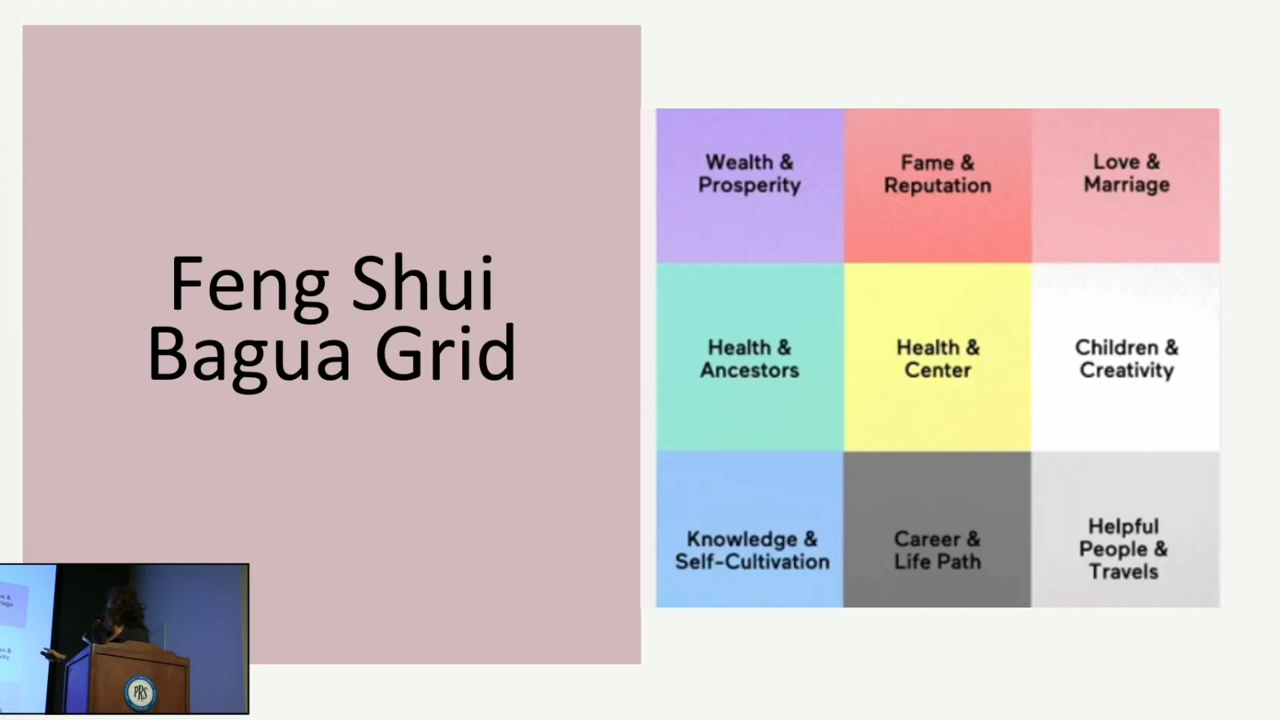 Feng Shui
Bagua Grid
Wealth &
Prosperity
Fame &
Reputation
Love &
Marriage
Health &
Ancestors
Health &
Center
Children &
Creativity
Knowledge &
Self-Cultivation
Career &
Life Path
Helpful
People &
Travels
PRS